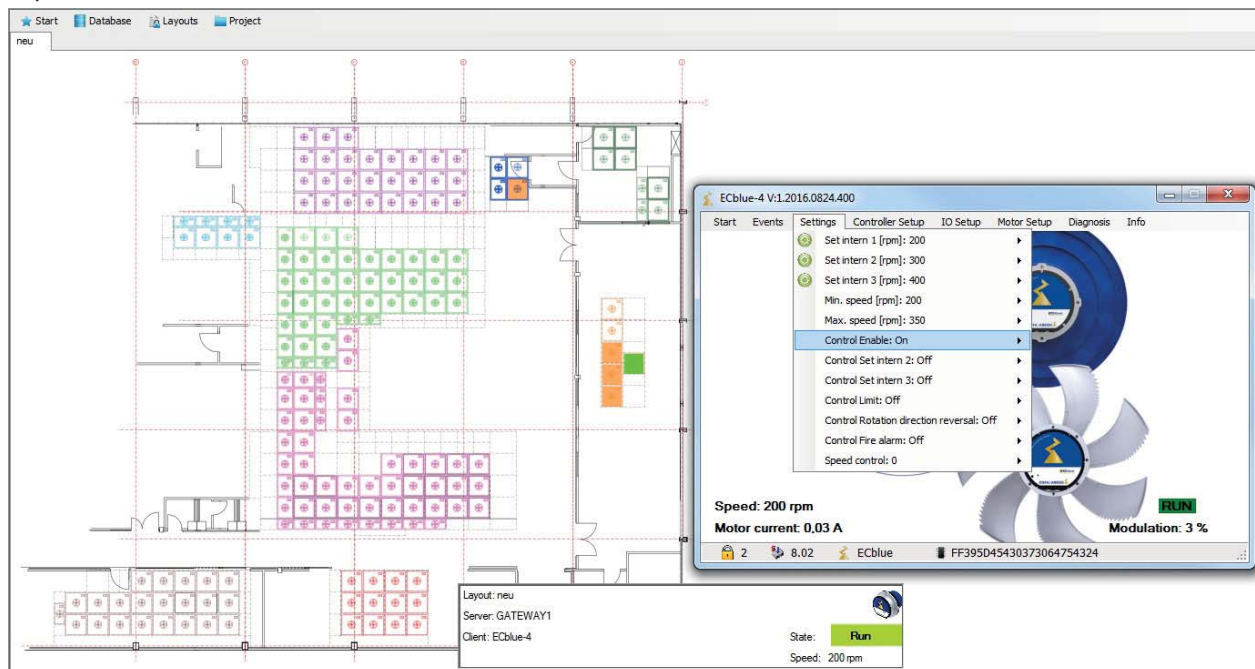 Start Database Layouts Project
neu
ECblue-4 V:1.2016.0824.400
Start Events Settings Controller Setup IO Setup Motor Setup Diagnosis Info
Set intern 1 [rpm]: 200
Set intern 2 [rpm]: 300
Set intern 3 [rpm]: 400
Min. speed [rpm]: 200
Max. speed [rpm]: 350
Control Enable: On
Control Set intern 2: Off
Control Set intern 3: Off
Control Limit: Off
Control Rotation direction reversal: Off
Control Fire alarm: Off
Speed control: 0
Speed: 200 rpm
RUN
Motor current: 0,03 A
Modulation: 3 %
2 8.02 ECblue FF395D45430373064754324
Layout: neu
Server: GATEWAY1
Client: ECblue-4
State: Run
Speed: 200 rpm